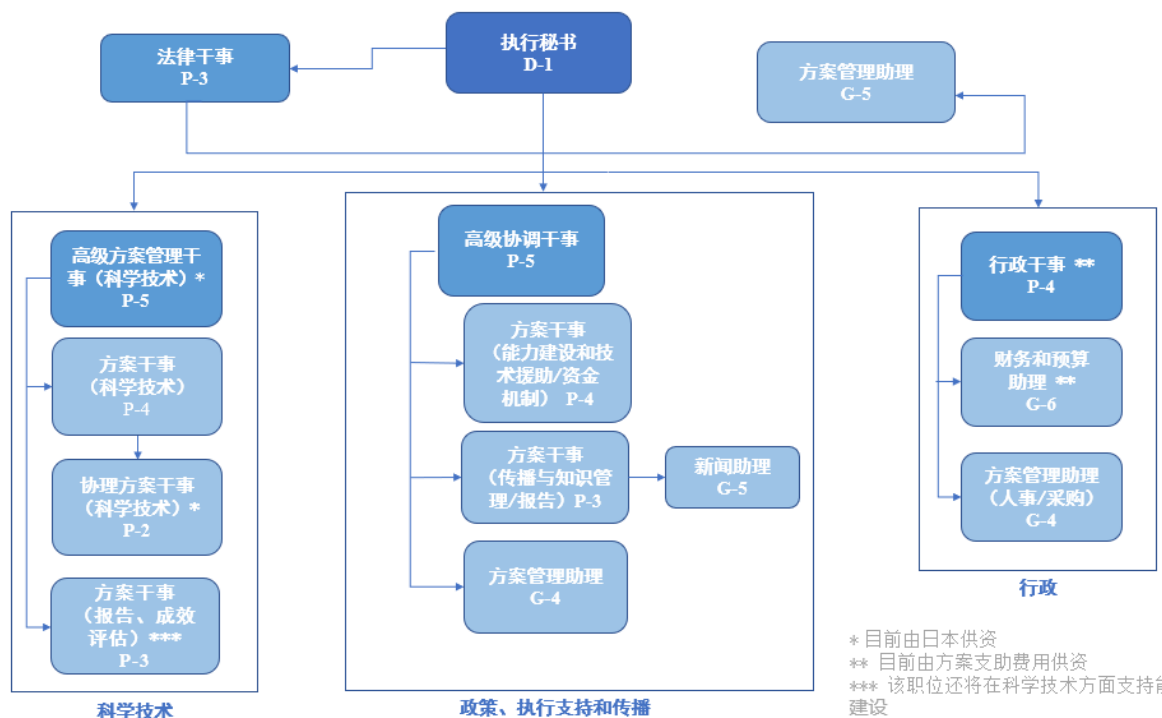 执行秘书
D-1
法律干事
P-3
方案管理助理
G-5
高级方案管理干
事（科学技术）*
P-5
方案干事
（科学技术）
P-4
协理方案干事
（科学技术）*
P-2
方案干事
（报告、成效
评估）***
P-3
科学技术
高级协调干事
P-5
方案干事
（能力建设和技
术援助/资金
机制） P-4
方案干事
（传播与知识管
理/报告）P-3
新闻助理
G-5
方案管理助理
G-4
政策、执行支持和传播
行政干事 **
P-4
财务和预算
助理 **
G-6
方案管理助理
（人事/采购）
G-4
行政
* 目前由日本供资
** 目前由方案支助费用供资
*** 该职位还将在科学技术方面支持能
建设